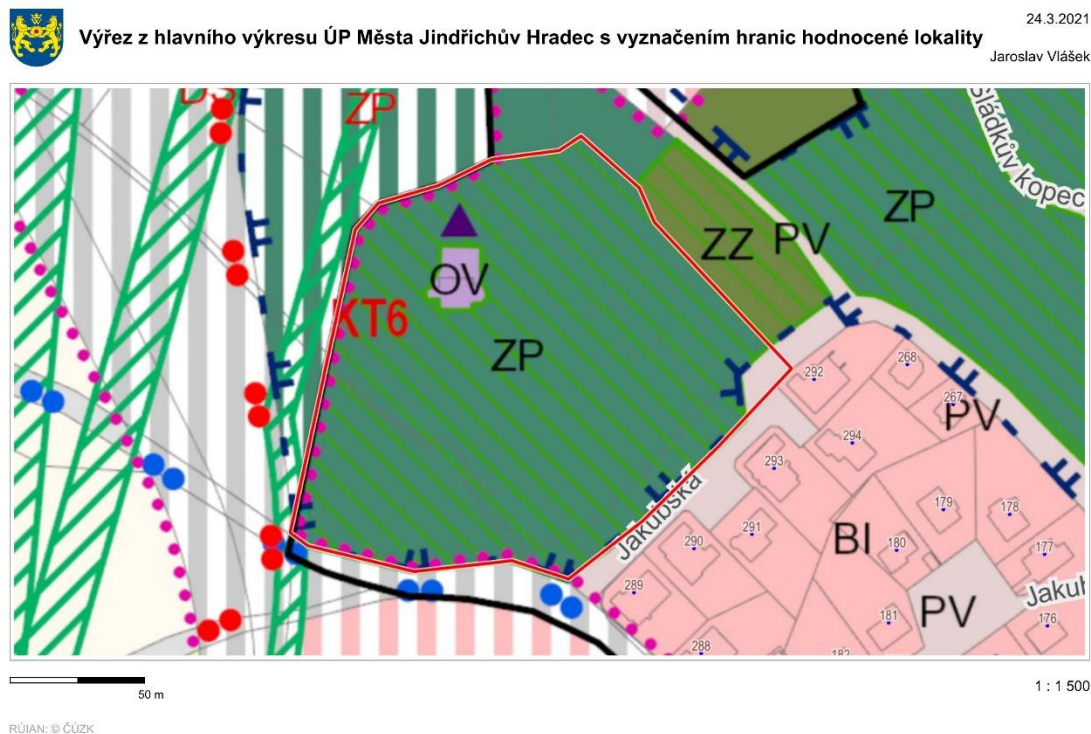 24.3.2021
Výřez z hlavního výkresu ÚP Města Jindřichův Hradec s vyznačením hranic hodnocené lokality
Jaroslav Vlášek
ZP
Sládkův kopec
ZP
ZZ
PV
OV
KT6
ZP
292
268
267
PV
294
293
Jakubská
179
178
291
290
BI
180
177
289
Jakub
PV
181
176
288
182
50 m
1 : 1 500
RÚIAN: © ČÚZK